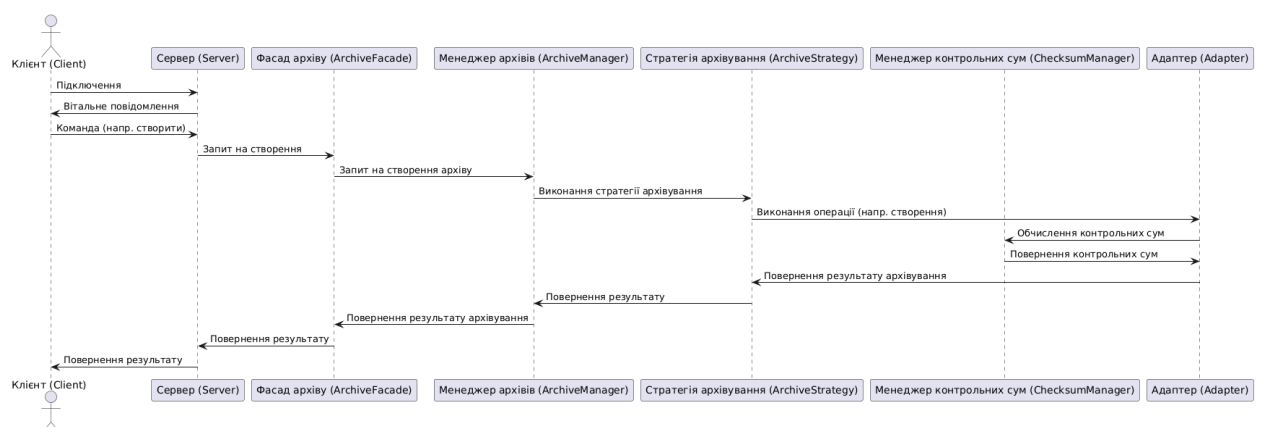 Клієнт (Client)
Сервер (Server)
Фасад архіву (ArchiveFacade)
Менеджер архівів (ArchiveManager)
Стратегія архівування (ArchiveStrategy)
Менеджер контрольних сум (ChecksumManager)
Адаптер (Adapter)
Підключення
Вітальне повідомлення
Команда (напр. створити)
Запит на створення
Запит на створення архіву
Виконання стратегії архівування
Виконання операції (напр. створення)
Обчислення контрольних сум
Повернення контрольних сум
Повернення результату архівування
Повернення результату
Повернення результату архівування
Повернення результату
Повернення результату
Клієнт (Client)
Сервер (Server)
Фасад архіву (ArchiveFacade)
Менеджер архівів (ArchiveManager)
Стратегія архівування (ArchiveStrategy)
Менеджер контрольних сум (ChecksumManager)
Адаптер (Adapter)